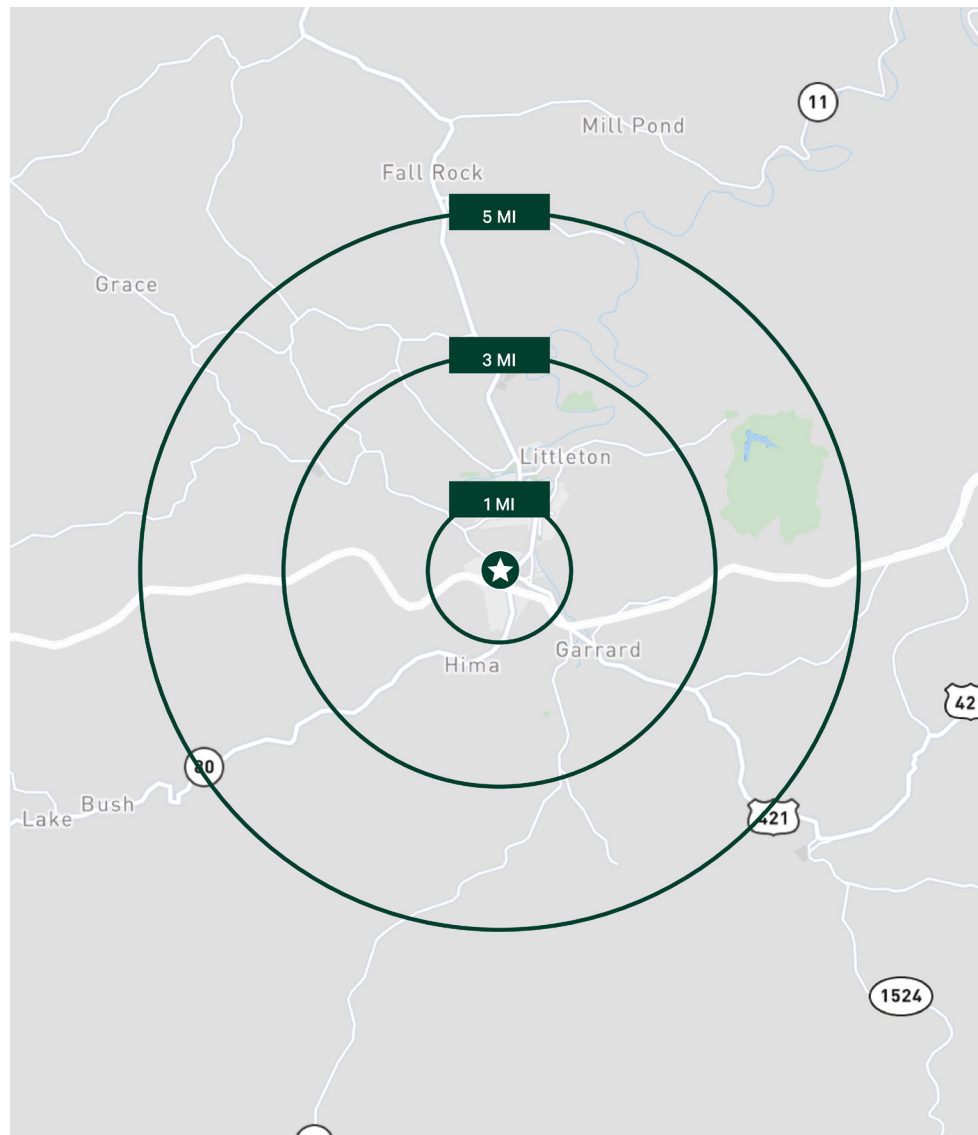 11
Mill Pond
Fall Rock
5 MI
Grace
3 MI
Littleton
1 MI
Garrard
Hima
42
80
Bush
Lake
421
1524